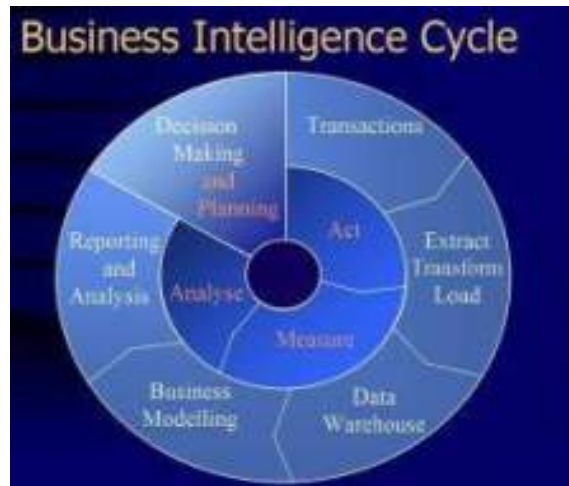 Business Intelligence Cycle
Decision
Making
and
Planning
Transactions
Act
Extract
Transform
Load
Reporting
and
Analysis
Analyse
Measure
Business
Modelling
Data
Warehouse